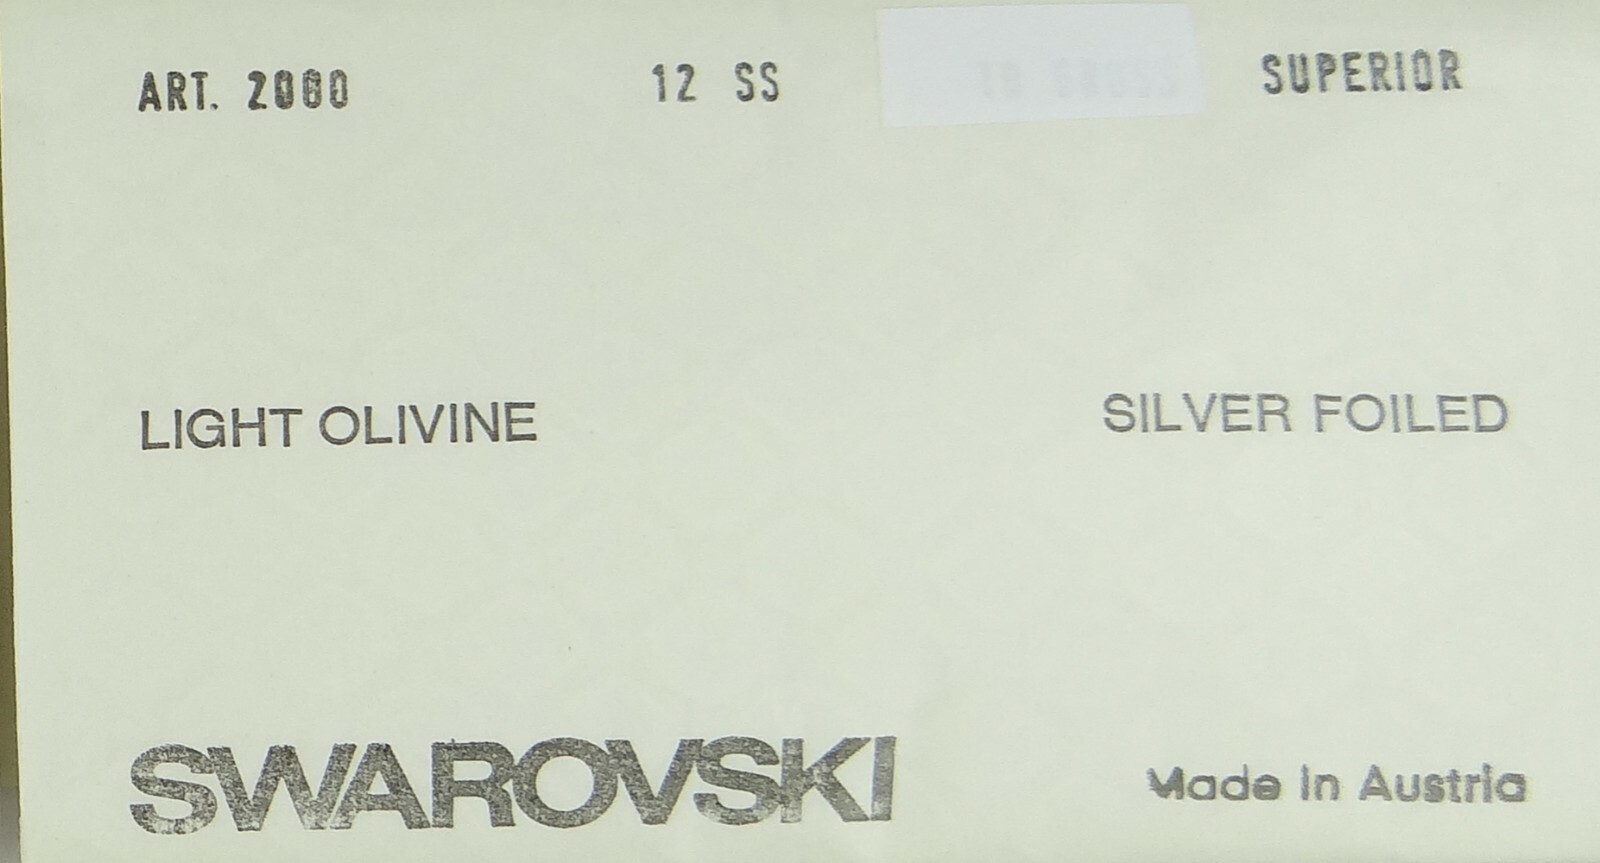 ART. 2000 12 SS SUPERIOR
LIGHT OLIVINE SILVER FOILED
SWAROVSKI Made in Austria